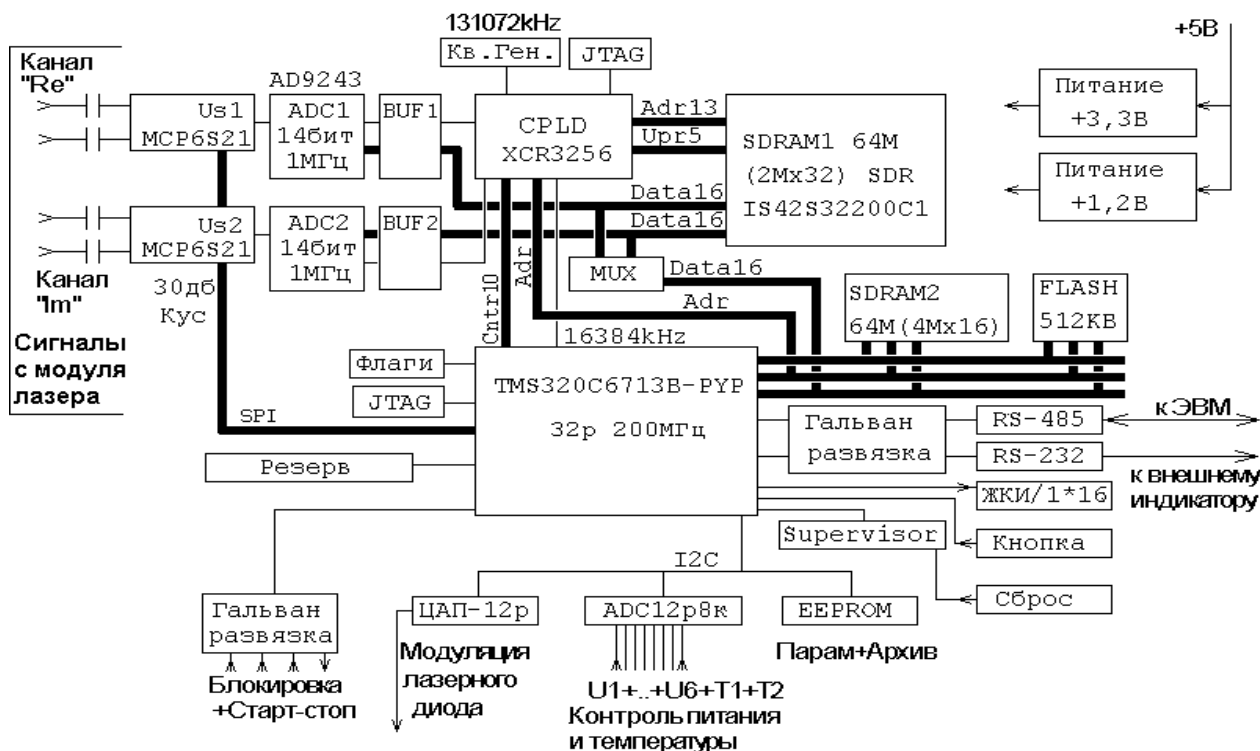 131072kHz
Кв.Ген.
JTAG
+5В
Канал
"Re"
AD9243
Us1
MCP6S21
ADC1
14бит
1МГц
BUF1
CPLD
XCR3256
Adr13
Upr5
SDRAM1 64M
(2Mx32) SDR
IS42S32200C1
Питание
+3,3В
Питание
+1,2В
Data16
Data16
Us2
MCP6S21
ADC2
14бит
1МГц
BUF2
MUX
Data16
Канал
"Im"
30дб
Кус
Cntr10
Adr
Adr
SDRAM2
64M(4Mx16)
FLASH
512KB
Сигналы
с модуля
лазера
16384kHz
Флаги
JTAG
SPI
TMS320C6713B-PYP
32р 200МГц
Резерв
Гальван
развязка
RS-485
к ЭВМ
RS-232
к внешнему
индикатору
ЖКИ/1*16
Supervisor
Кнопка
Сброс
I2C
Гальван
развязка
ЦАП-12р
ADC12р8к
EEPROM
Блокировка
+Старт-стоп
Модуляция
лазерного
диода
U1+..+U6+T1+T2
Контроль питания
и температуры
Парам+Архив